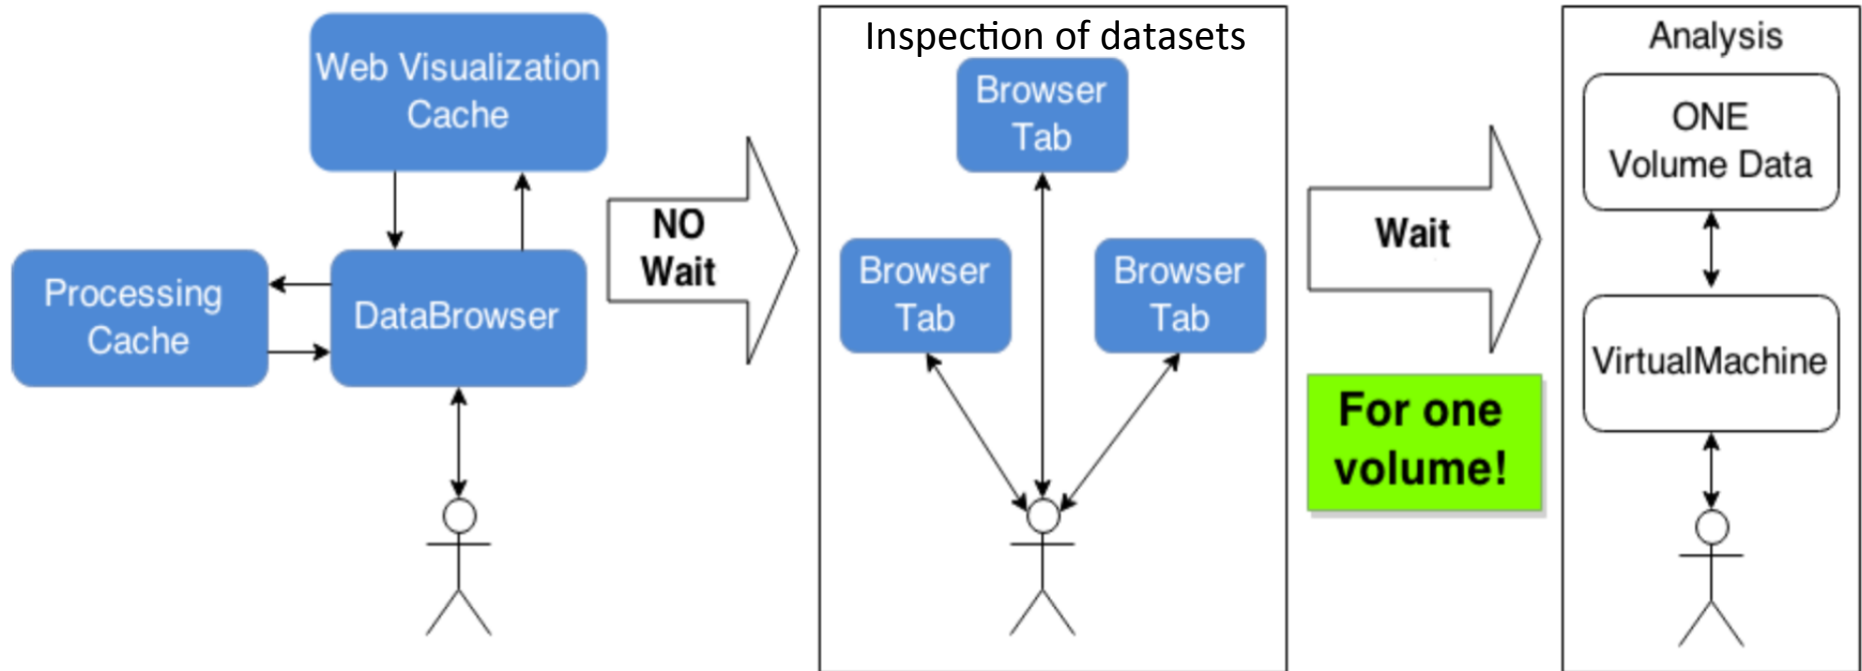 Web Visualization
Cache
Processing
Cache
DataBrowser
NO
Wait
Inspection of datasets
Browser
Tab
Browser
Tab
Browser
Tab
Wait
For one
volume!
Analysis
ONE
Volume Data
VirtualMachine